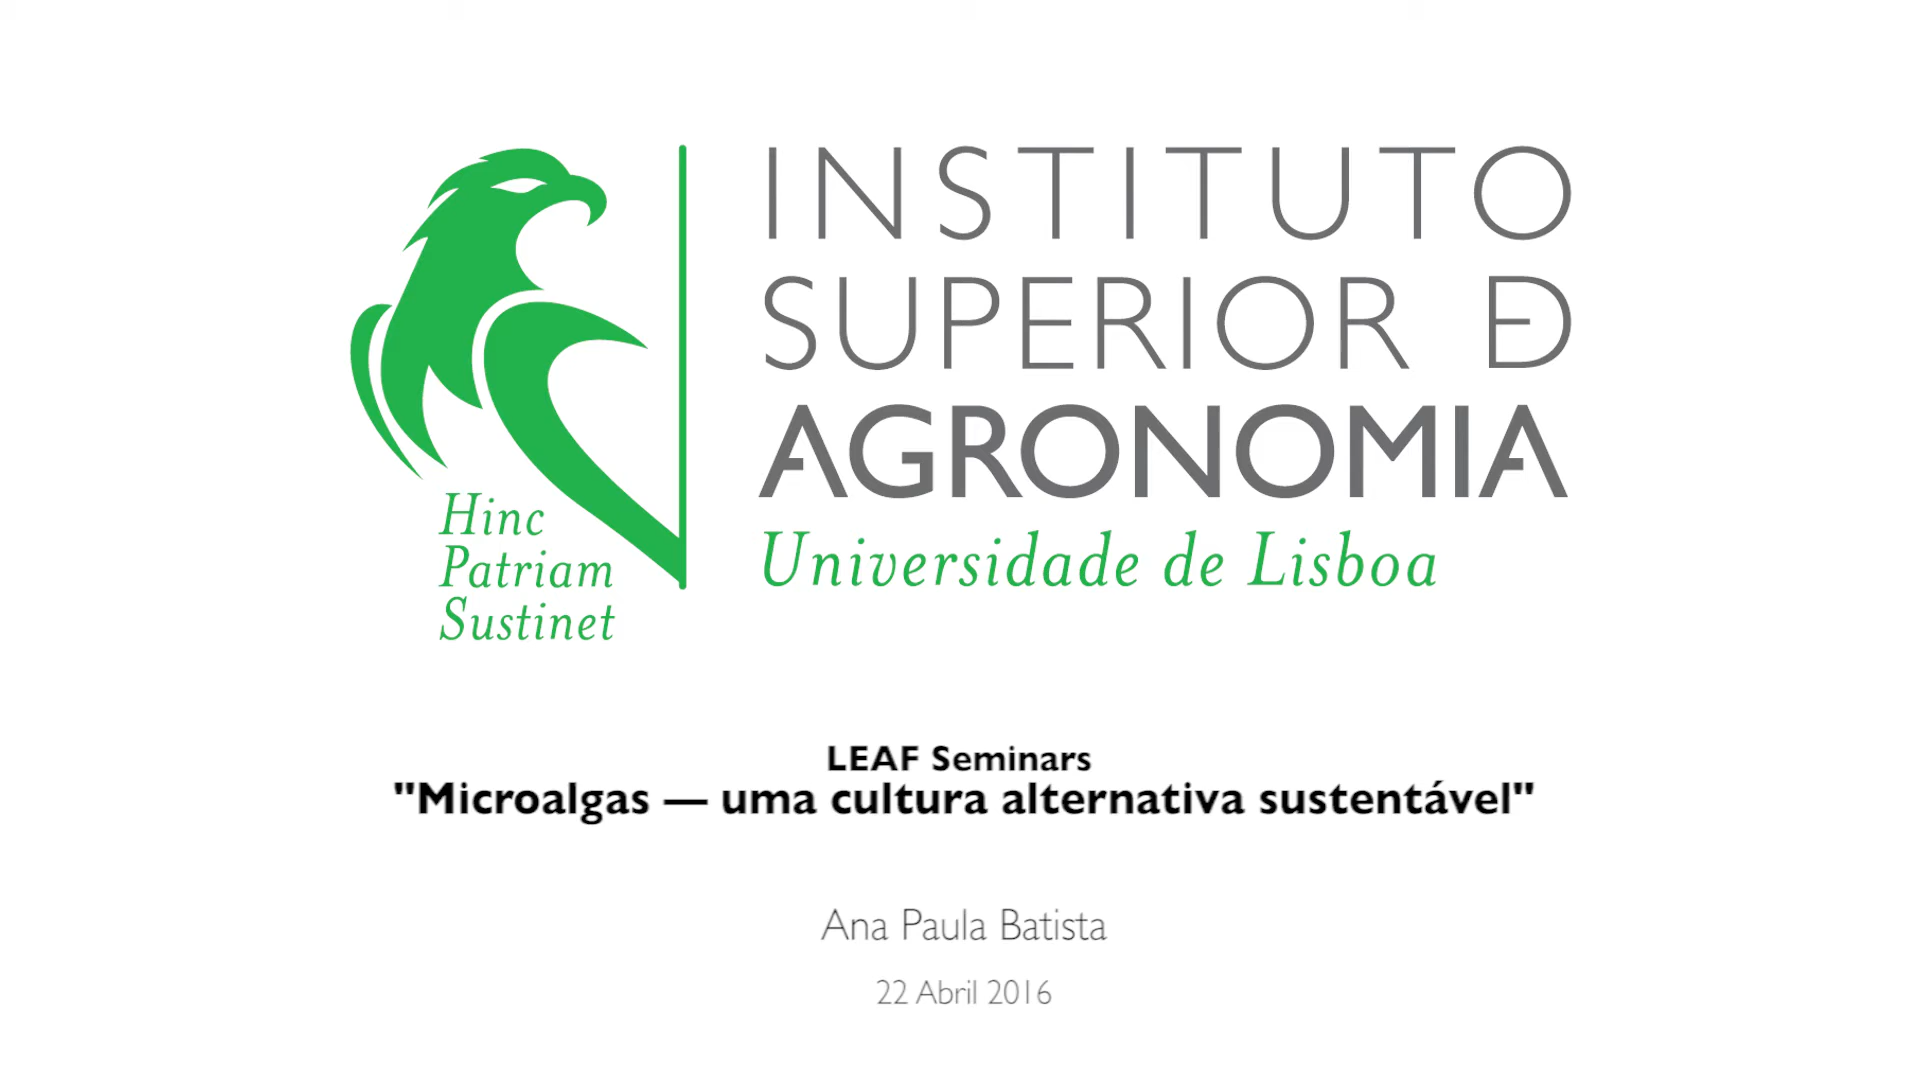 INSTITUTO
SUPERIOR DE
AGRONOMIA
Universidade de Lisboa
Hinc
Patriam
Sustinet
LEAF Seminars
"Microalgas — uma cultura alternativa sustentável"
Ana Paula Batista
22 Abril 2016